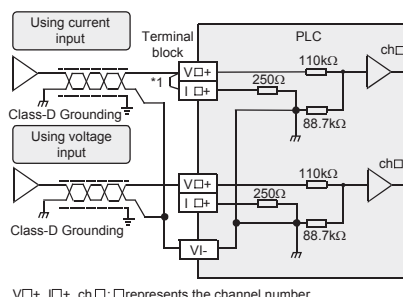 Using current
input
Terminal
block
PLC
ch□
110kΩ
V□+
*1
250Ω
I □+
Class-D Grounding
88.7kΩ
Using voltage
input
ch□
110kΩ
V□+
250Ω
I □+
Class-D Grounding
88.7kΩ
VI-
V□+, I□+, ch□: □represents the channel number.